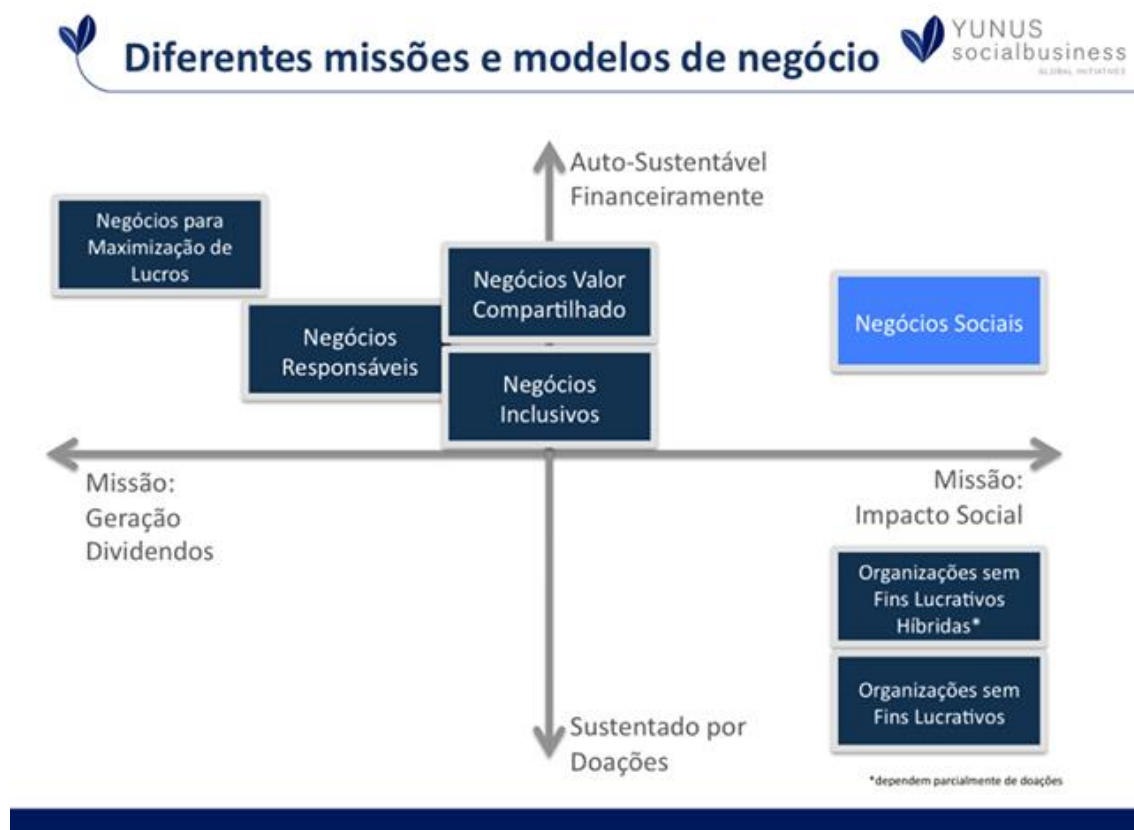 Diferentes missões e modelos de negócio
YUNUS
socialbusiness
GLOBAL INITIATIVES
Auto-Sustentável
Financeiramente
Negócios para
Maximização de
Lucros
Negócios Valor
Compartilhado
Negócios Sociais
Negócios
Responsáveis
Negócios
Inclusivos
Missão:
Geração
Dividendos
Missão:
Impacto Social
Organizações sem
Fins Lucrativos
Híbridas*
Organizações sem
Fins Lucrativos
Sustentado por
Doações
*dependem parcialmente de doações